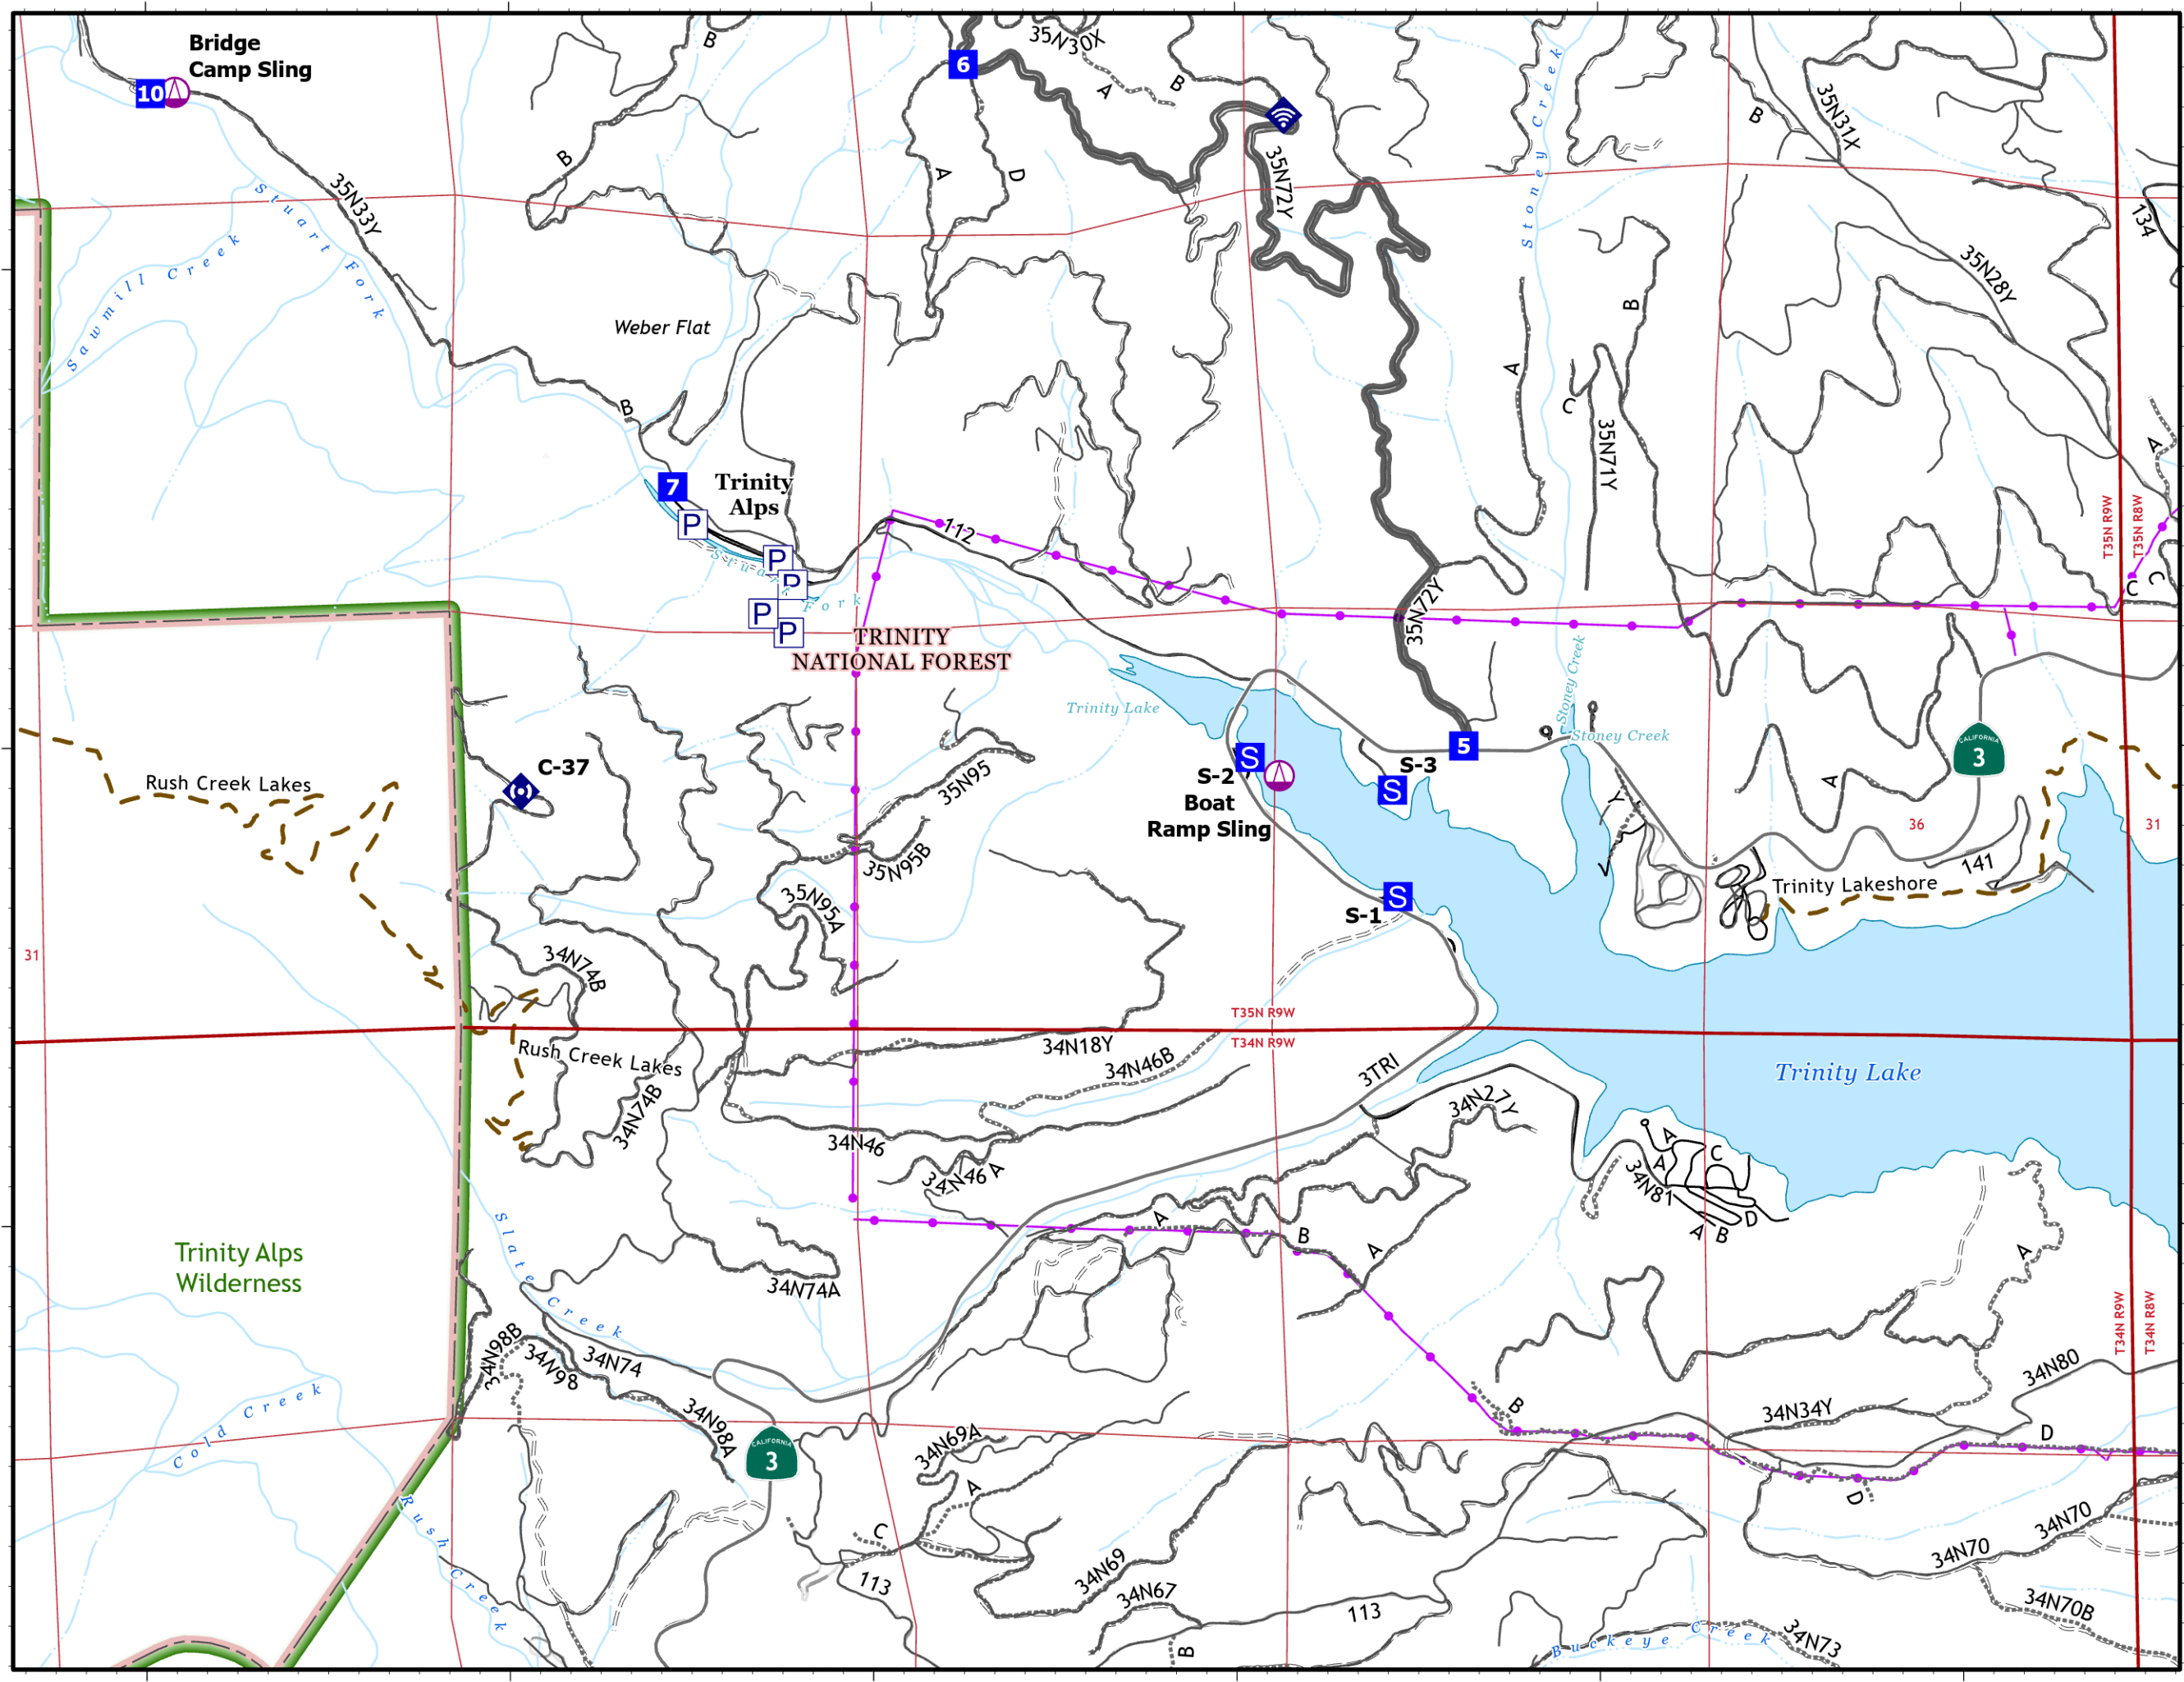 Bridge
Camp Sling
10
B
6
35N30X
A
B
Stoney Creek
B
35N31X
35N33Y
Stuart Fork
B
A
D
35N72Y
134
Sawmill Creek
35N28Y
Weber Flat
B
A
C
35N71Y
B
A
7
Trinity
Alps
P
P
P
P
P
Stuart Fork
112
T35N R9W
T35N R8W
C
C
35N72Y
TRINITY
NATIONAL FOREST
Trinity Lake
Stoney Creek
Stoney Creek
5
CALIFORNIA
3
C-37
Rush Creek Lakes
35N95
S
S-2
Boat
Ramp Sling
S-3
S
A
Y
36
31
35N95B
35N95A
141
Trinity Lakeshore
V
S
S-1
31
34N74B
T35N R9W
T34N R9W
34N18Y
Rush Creek Lakes
34N46B
3TRI
Trinity Lake
34N74B
34N27Y
34N46
34N46A
A
A
C
34N81
A
B
D
Slate Creek
A
B
A
A
Trinity Alps
Wilderness
34N74A
T34N R9W
T34N R8W
34N98B
34N98
34N74
34N98A
34N80
Cold Creek
B
34N34Y
D
CALIFORNIA
3
34N69A
A
D
Rush Creek
C
113
34N69
34N67
113
34N70
34N70
34N70B
B
Buckeye Creek
34N73